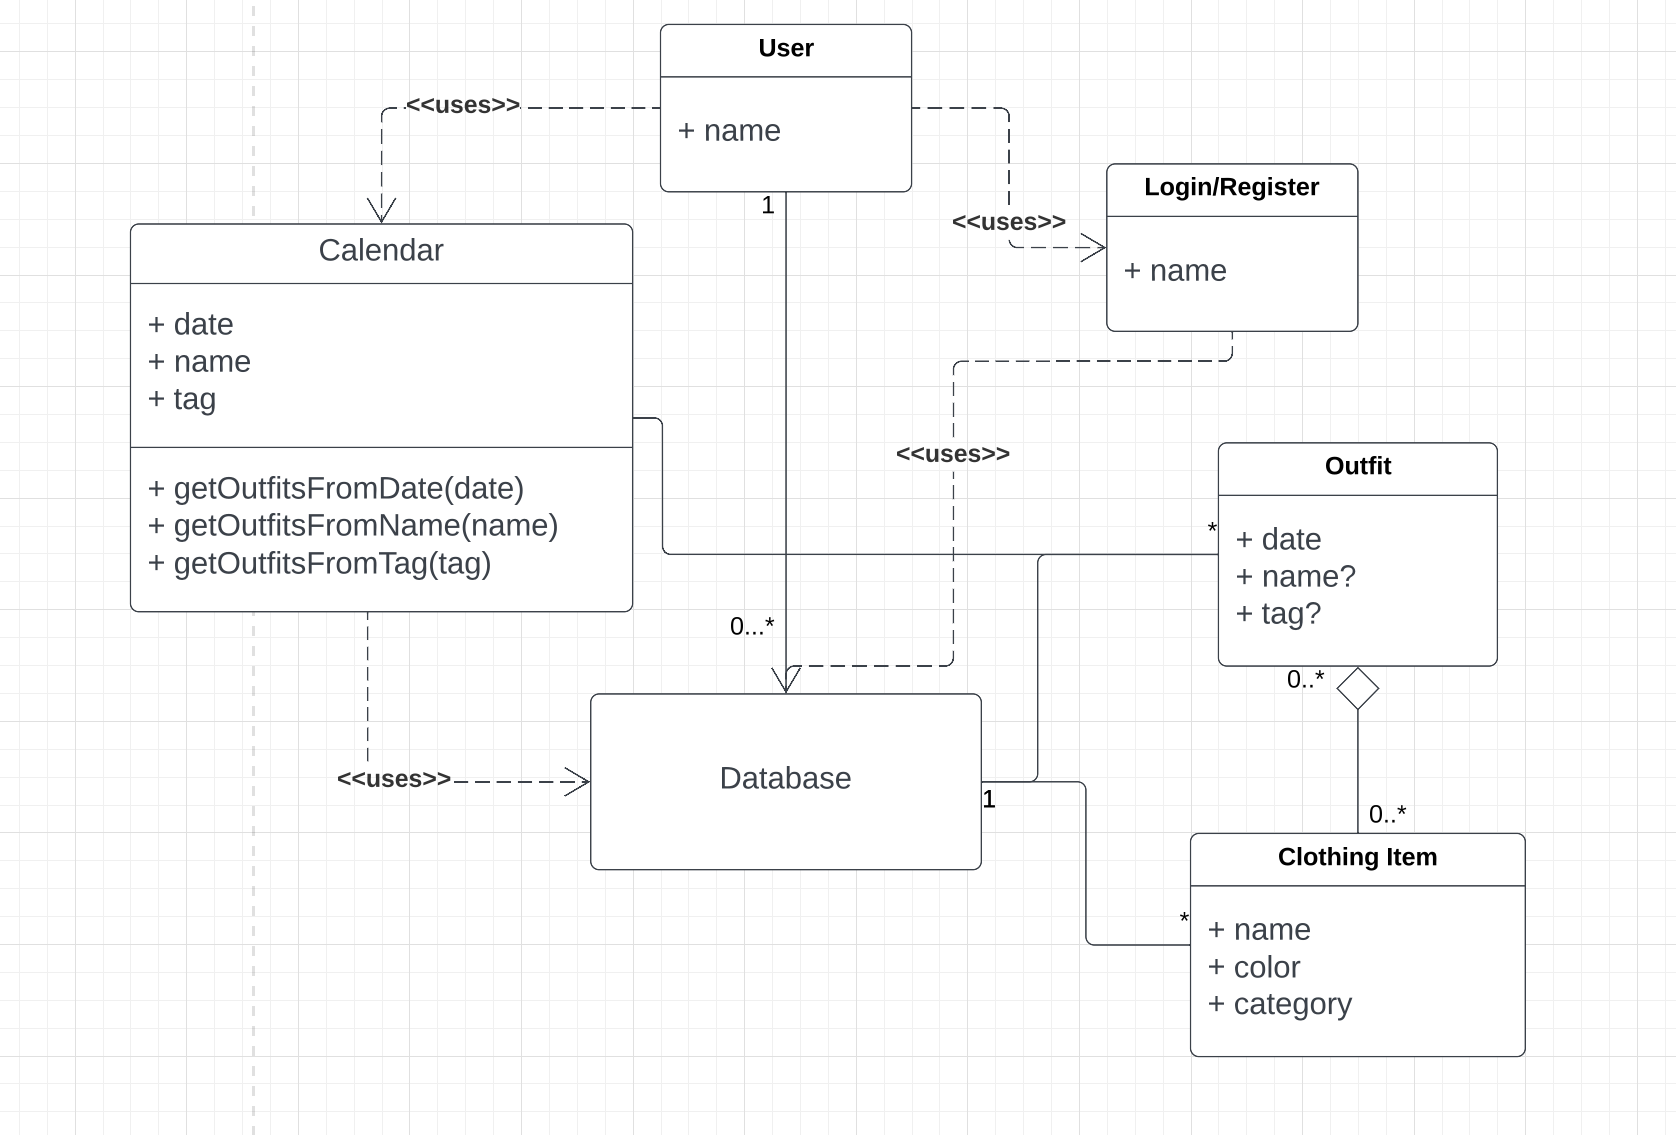 User
+ name
<<uses>>
<<uses>>
1
Login/Register
+ name
Calendar
+ date
+ name
+ tag
+ getOutfitsFromDate(date)
+ getOutfitsFromName(name)
+ getOutfitsFromTag(tag)
<<uses>>
Outfit
+ date
+ name?
+ tag?
*
0...*
0..*
<<uses>>
Database
1
0..*
Clothing Item
+ name
+ color
+ category
*